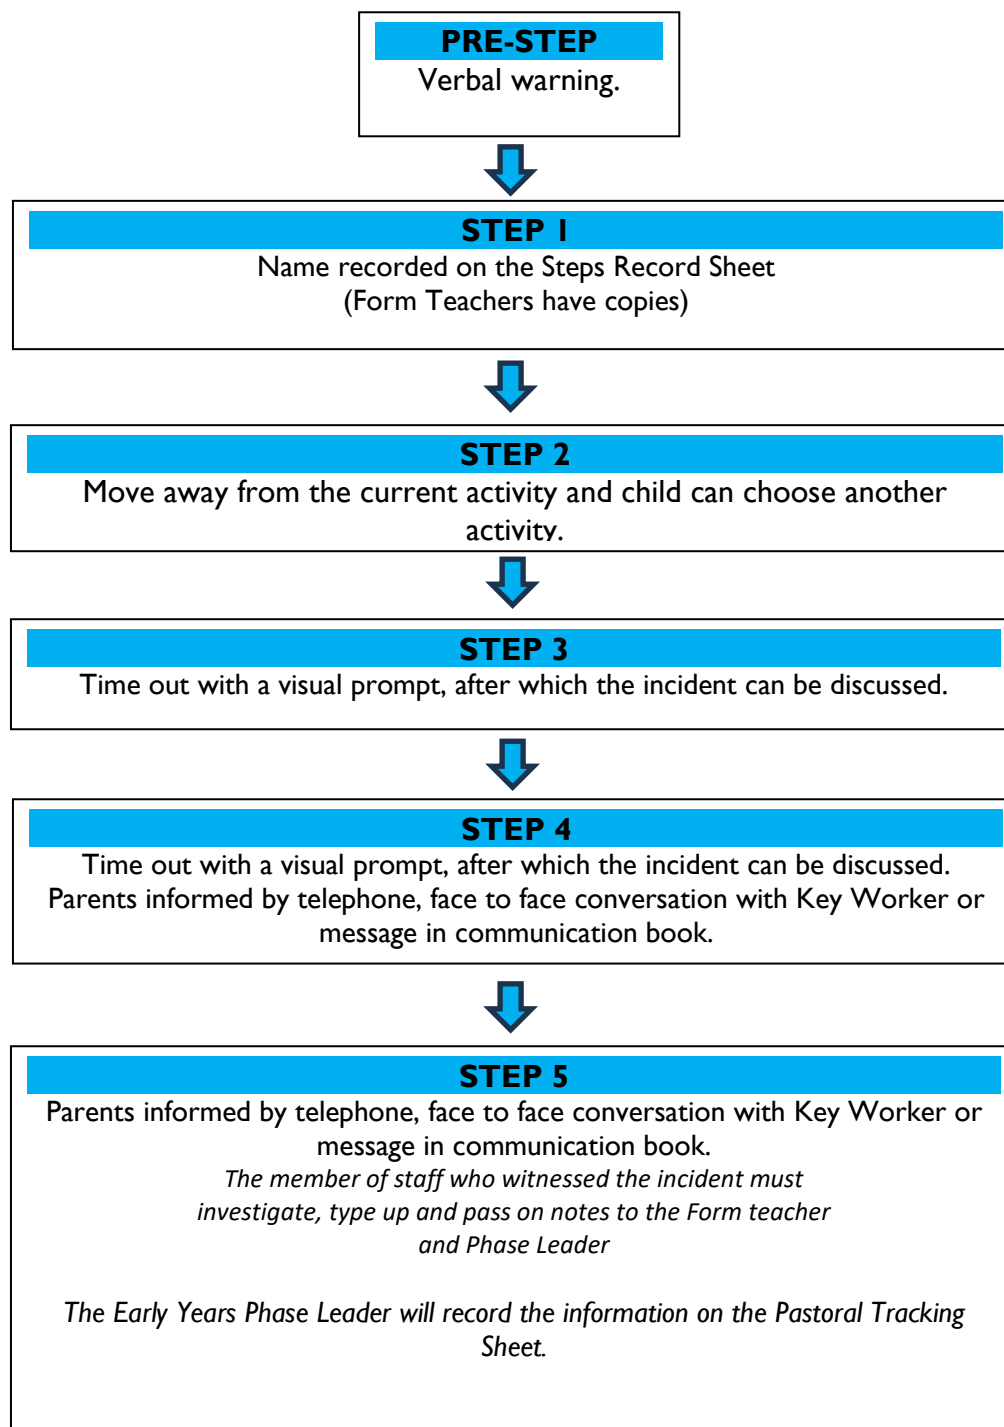 PRE-STEP
Verbal warning.
STEP 1
Name recorded on the Steps Record Sheet
(Form Teachers have copies)
STEP 2
Move away from the current activity and child can choose another
activity.
STEP 3
Time out with a visual prompt, after which the incident can be discussed.
STEP 4
Time out with a visual prompt, after which the incident can be discussed.
Parents informed by telephone, face to face conversation with Key Worker or
message in communication book.
STEP 5
Parents informed by telephone, face to face conversation with Key Worker or
message in communication book.
The member of staff who witnessed the incident must
investigate, type up and pass on notes to the Form teacher
and Phase Leader
The Early Years Phase Leader will record the information on the Pastoral Tracking
Sheet.